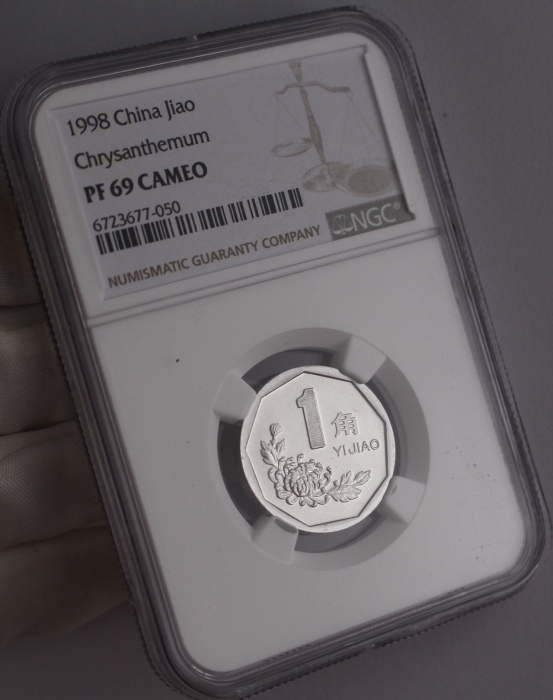 1998 China Jiao
Chrysanthemum
PF 69 CAMEO
6723677-050
NUMISMATIC GUARANTY COMPANY
NGC®
1角
YI JIAO